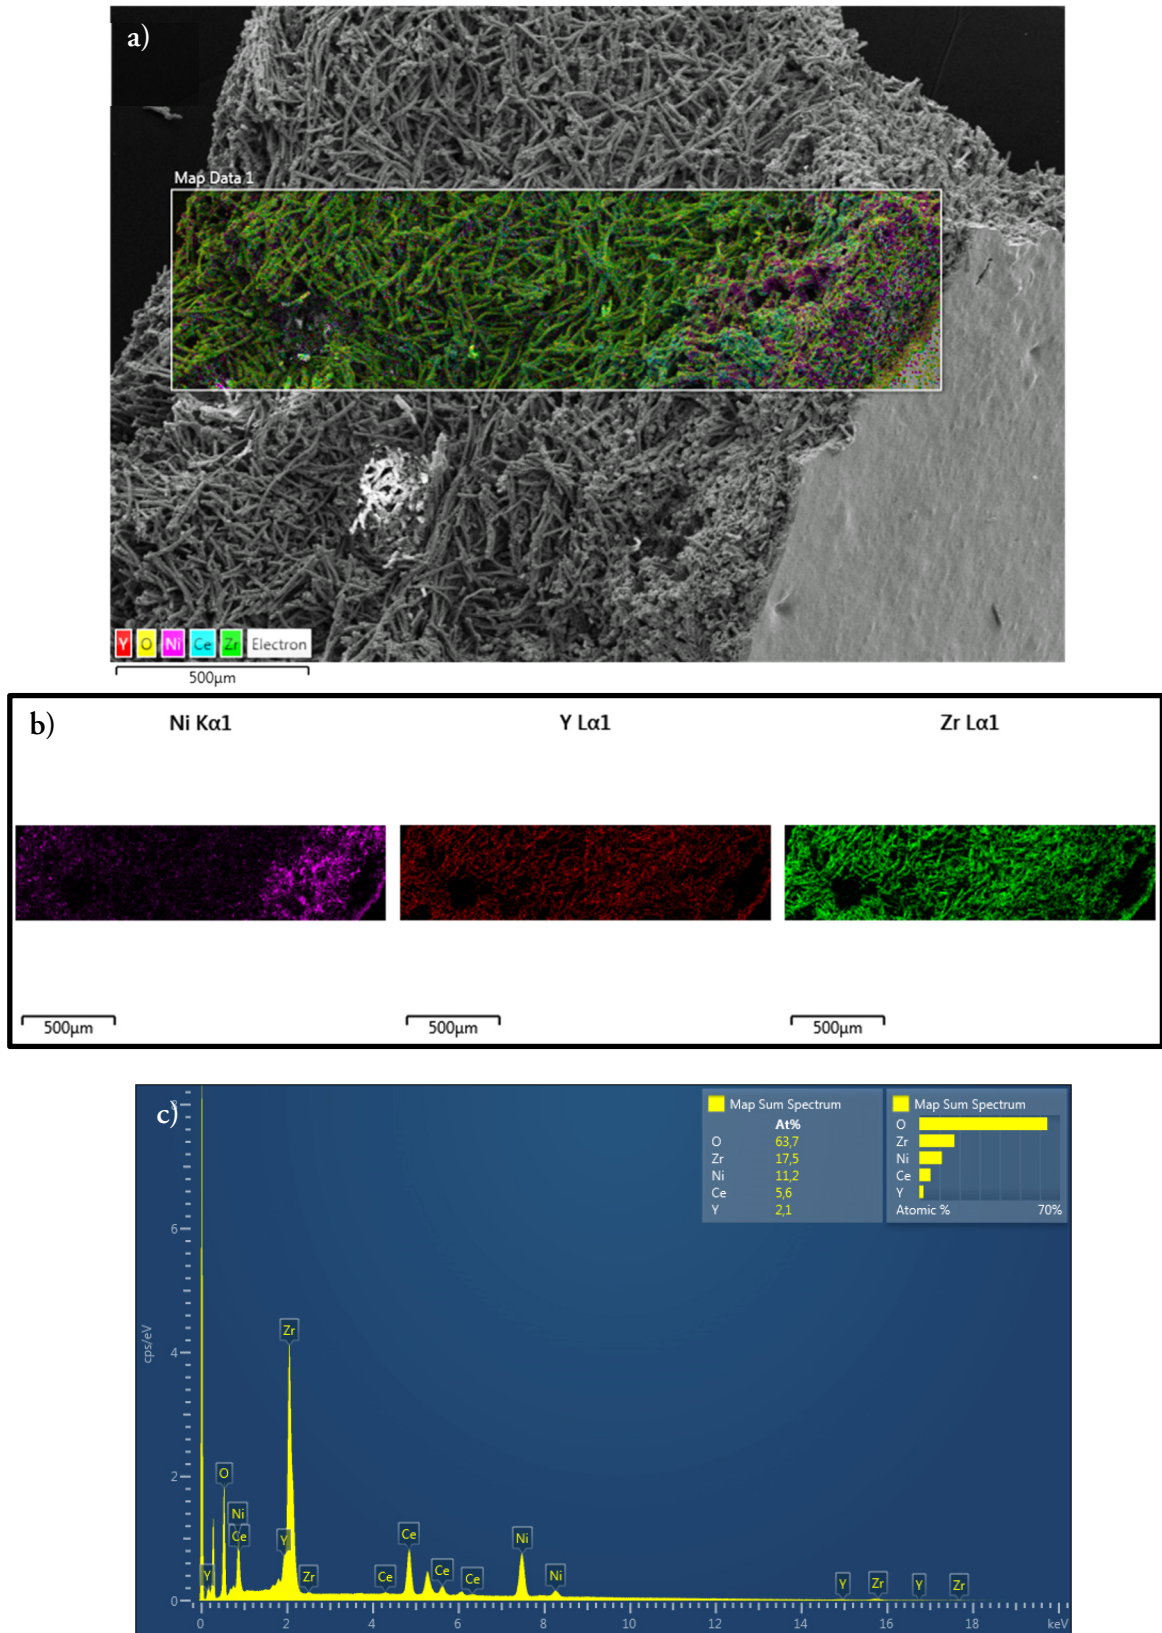 a)
Map Data 1
Y O Ni Ce Zr Electron
500μm
b)
Ni Kα1
Y Lα1
Zr Lα1
500μm
500μm
500μm
c)
Map Sum Spectrum
At%
O 63,7
Zr 17,5
Ni 11,2
Ce 5,6
Y 2,1
Map Sum Spectrum
O
Zr
Ni
Ce
Y
Atomic % 70%
8
6
4
2
0
cps/eV
Zr
O
Ni
Ce
Y
Y
Zr
Ce
Ce
Ce
Ce
Ni
Ni
Y
Zr
Y
Zr
0 2 4 6 8 10 12 14 16 18 keV